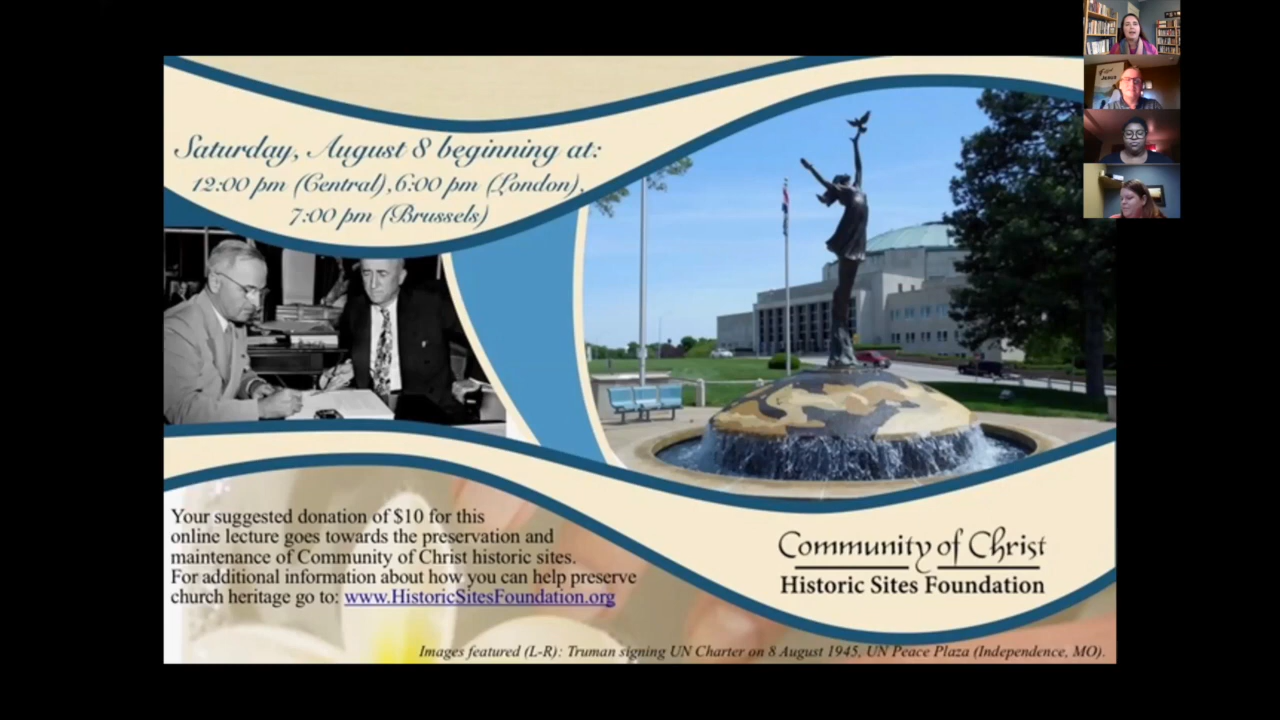 Saturday, August 8 beginning at:
12:00 pm (Central), 6:00 pm (London),
7:00 pm (Brussels)
Your suggested donation of $10 for this
online lecture goes towards the preservation and
maintenance of Community of Christ historic sites.
For additional information about how you can help preserve
church heritage go to: www.HistoricSitesFoundation.org
Community of Christ
Historic Sites Foundation
Images featured (L-R): Truman signing UN Charter on 8 August 1945, UN Peace Plaza (Independence, MO).